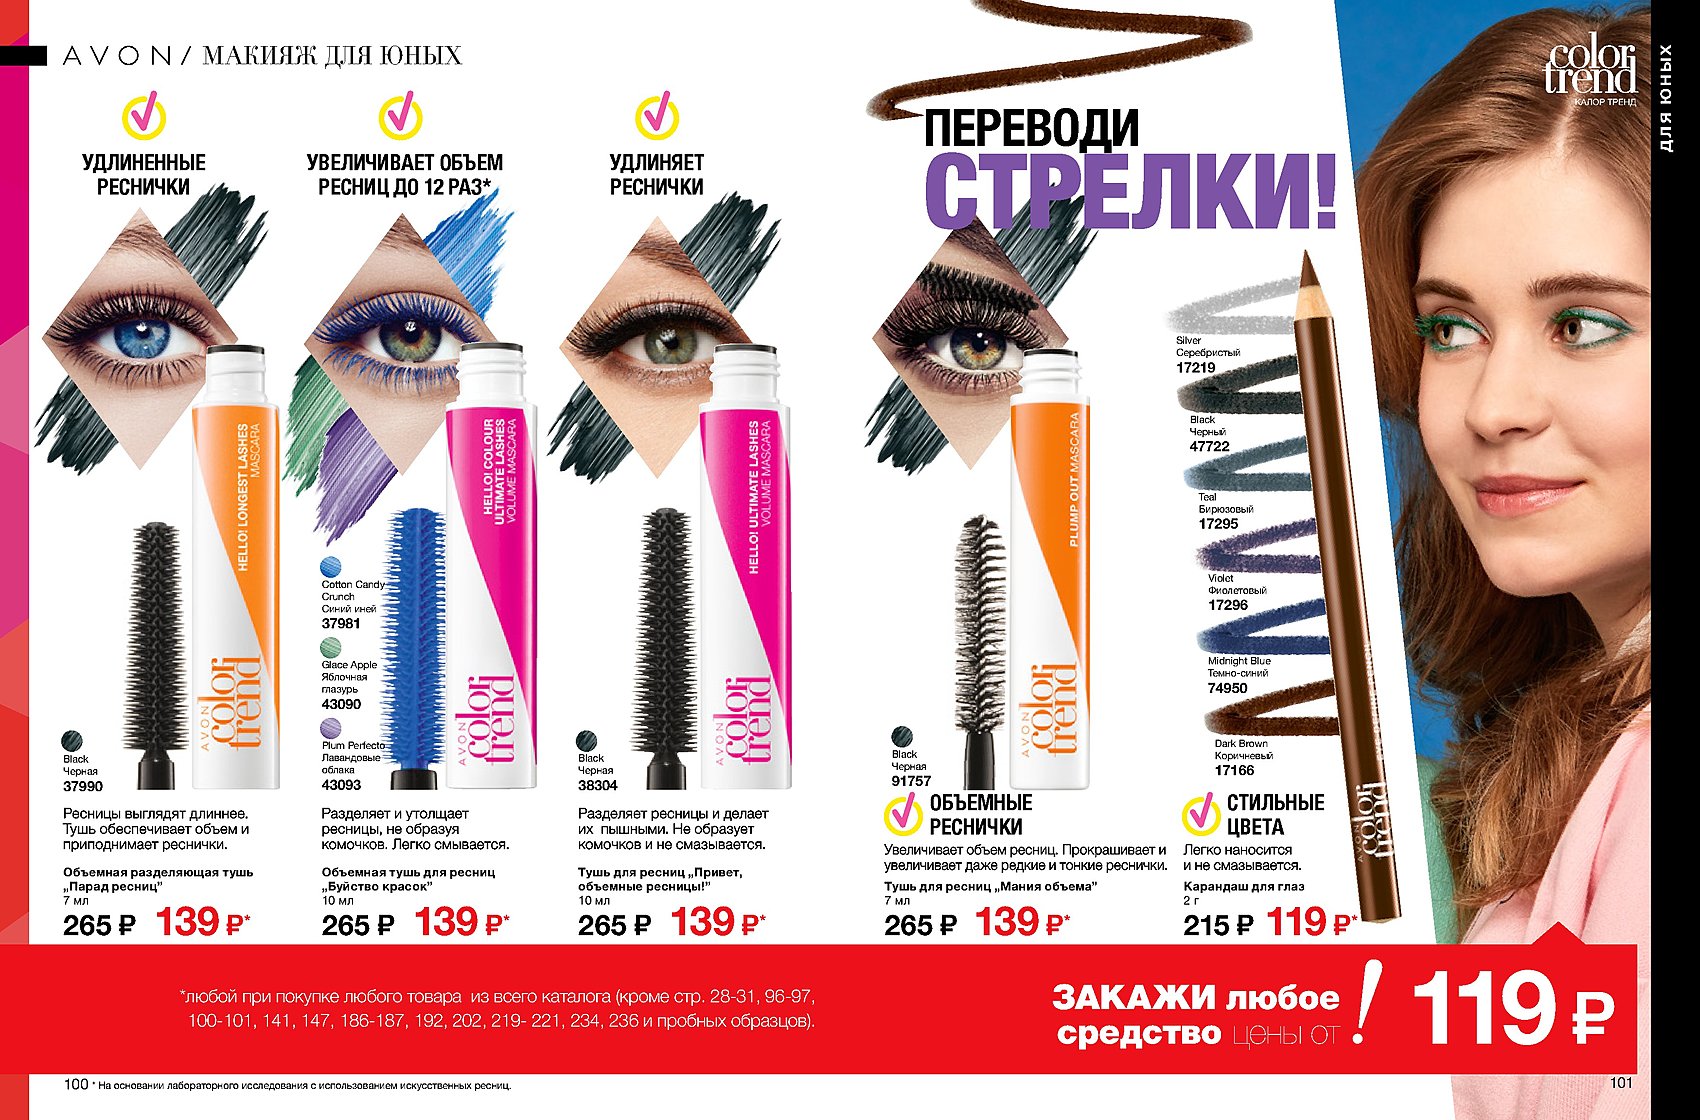 AVON / МАКИЯЖ ДЛЯ ЮНЫХ
УДЛИНЕННЫЕ
РЕСНИЧКИ
УВЕЛИЧИВАЕТ ОБЪЕМ
РЕСНИЦ ДО 12 РАЗ*
УДЛИНЯЕТ
РЕСНИЧКИ
ПЕРЕВОДИ
СТРЕЛКИ!
color
trend
КАЛОР ТРЕНД
ДЛЯ ЮНЫХ
HELLO! LONGEST LASHES
MASCARA
AVON
color
trend
Black
Черная
37990
Ресницы выглядят длиннее.
Тушь обеспечивает объем и
приподнимает реснички.
Объемная разделяющая тушь
„Парад ресниц”
7 мл
265 ₽ 139 ₽*
HELLO! COLOUR
ULTIMATE LASHES
VOLUME MASCARA
AVON
color
trend
Cotton Candy
Crunch
Синий иней
37981
Glace Apple
Яблочная
глазурь
43090
Plum Perfecto
Лавандовые
облака
43093
Разделяет и утолщает
ресницы, не образуя
комочков. Легко смывается.
Объемная тушь для ресниц
„Буйство красок”
10 мл
265 ₽ 139 ₽*
HELLO! ULTIMATE LASHES
VOLUME MASCARA
AVON
color
trend
Black
Черная
38304
Разделяет ресницы и делает
их пышными. Не образует
комочков и не смазывается.
Тушь для ресниц „Привет,
объемные ресницы!”
10 мл
265 ₽ 139 ₽*
PLUMP OUT MASCARA
AVON
color
trend
Black
Черная
91757
ОБЪЕМНЫЕ
РЕСНИЧКИ
Увеличивает объем ресниц. Прокрашивает и
увеличивает даже редкие и тонкие реснички.
Тушь для ресниц „Мания объема”
7 мл
265 ₽ 139 ₽*
Silver
Серебристый
17219
Black
Черный
47722
Teal
Бирюзовый
17295
Violet
Фиолетовый
17296
Midnight Blue
Темно-синий
74950
Dark Brown
Коричневый
17166
AVON
color
trend
СТИЛЬНЫЕ
ЦВЕТА
Легко наносится
и не смазывается.
Карандаш для глаз
2 г
215 ₽ 119 ₽*
*любой при покупке любого товара из всего каталога (кроме стр. 28-31, 96-97,
100-101, 141, 147, 186-187, 192, 202, 219- 221, 234, 236 и пробных образцов).
ЗАКАЖИ любое
средство цены от ! 119 ₽
100 * На основании лабораторного исследования с использованием искусственных ресниц.
101